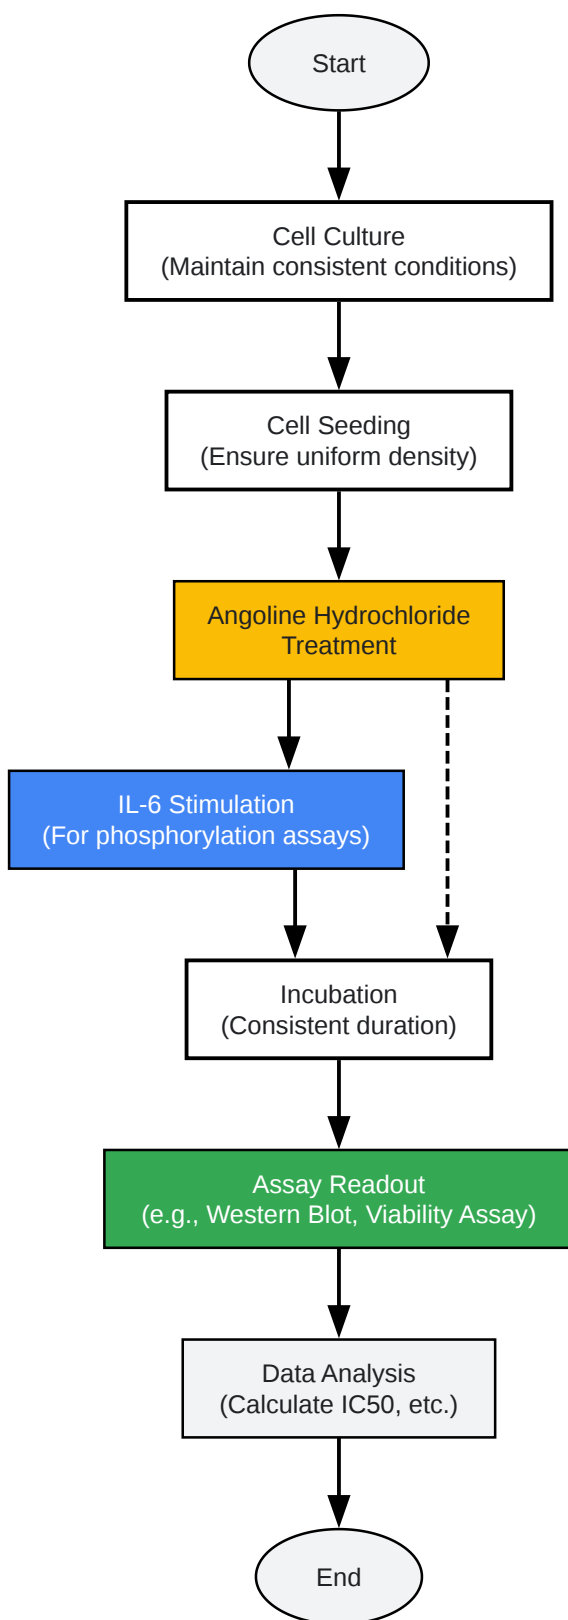 Start
Cell Culture
(Maintain consistent conditions)
Cell Seeding
(Ensure uniform density)
Angoline Hydrochloride
Treatment
IL-6 Stimulation
(For phosphorylation assays)
Incubation
(Consistent duration)
Assay Readout
(e.g., Western Blot, Viability Assay)
Data Analysis
(Calculate IC50, etc.)
End